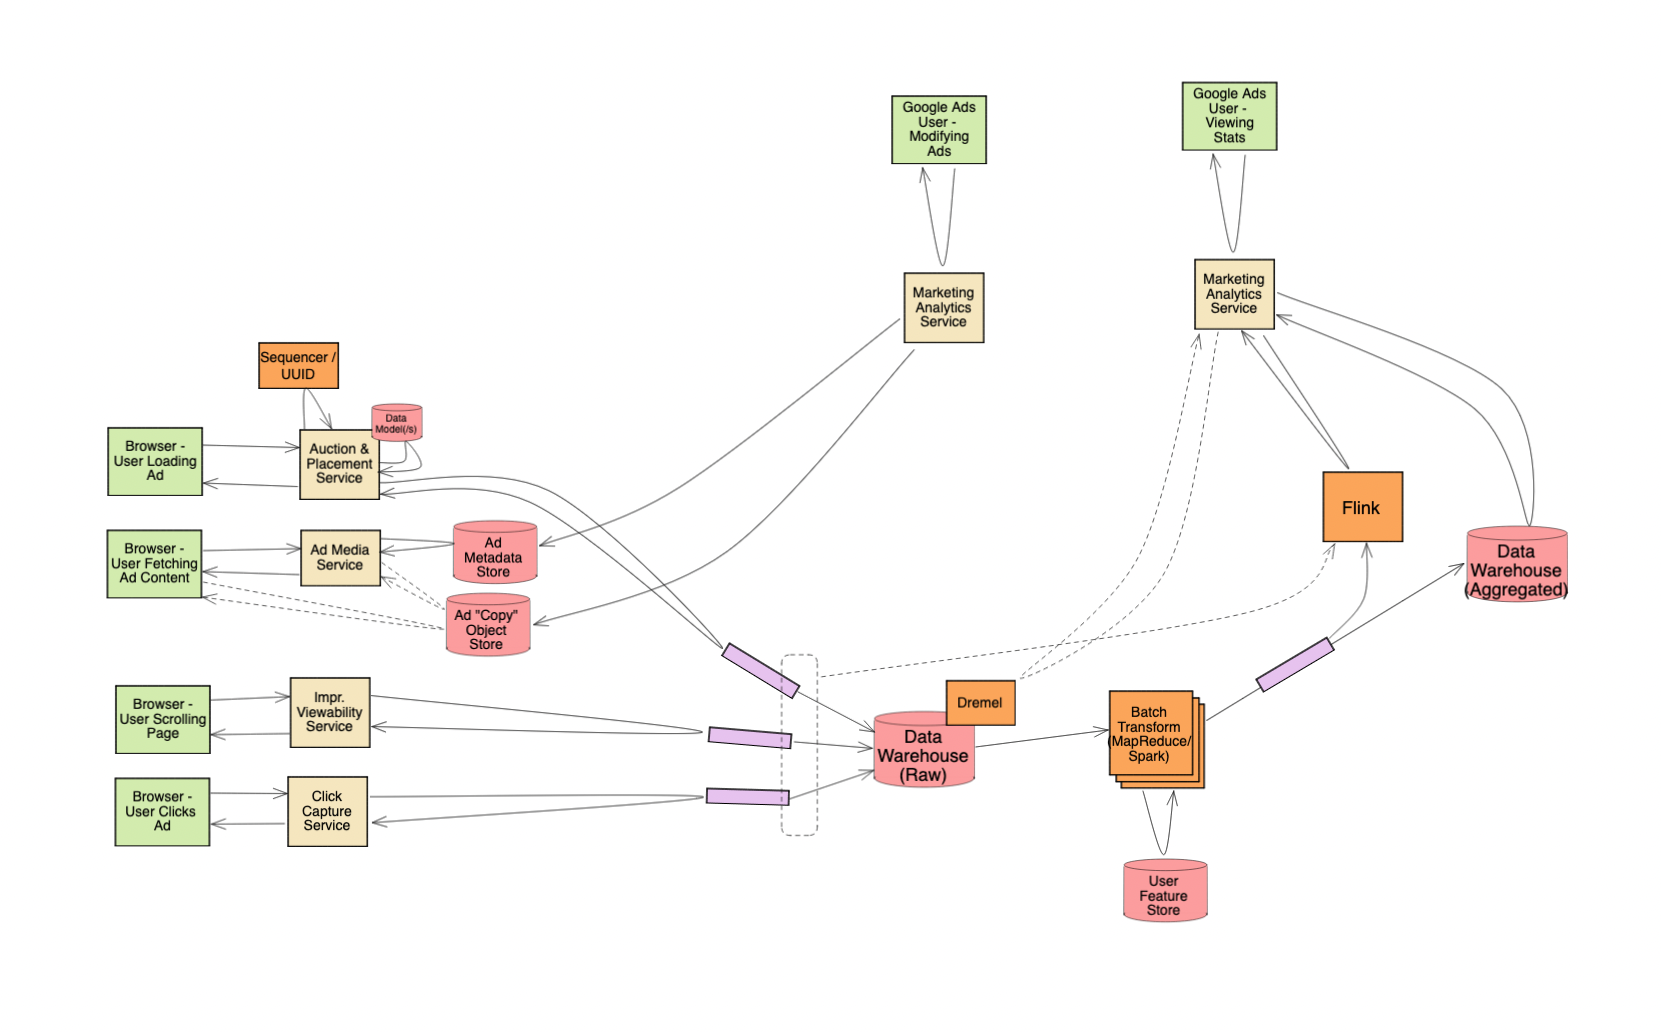 Google Ads
User -
Modifying
Ads
Google Ads
User -
Viewing
Stats
Marketing
Analytics
Service
Marketing
Analytics
Service
Sequencer /
UUID
Data
Model(/s)
Browser -
User Loading
Ad
Auction &
Placement
Service
Flink
Browser -
User Fetching
Ad Content
Ad Media
Service
Ad
Metadata
Store
Data
Warehouse
(Aggregated)
Ad "Copy"
Object
Store
Browser -
User Scrolling
Page
Impr.
Viewability
Service
Dremel
Data
Warehouse
(Raw)
Batch
Transform
(MapReduce/
Spark)
Browser -
User Clicks
Ad
Click
Capture
Service
User
Feature
Store